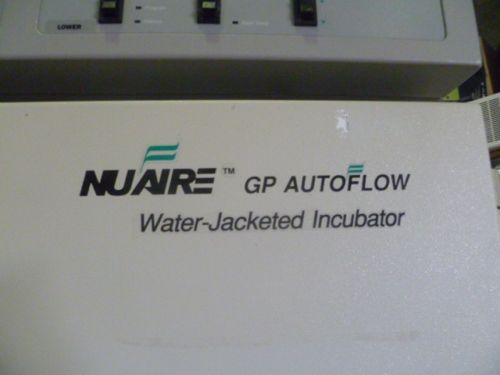 LOWER
NUAIRE™ GP AUTOFLOW
Water-Jacketed Incubator